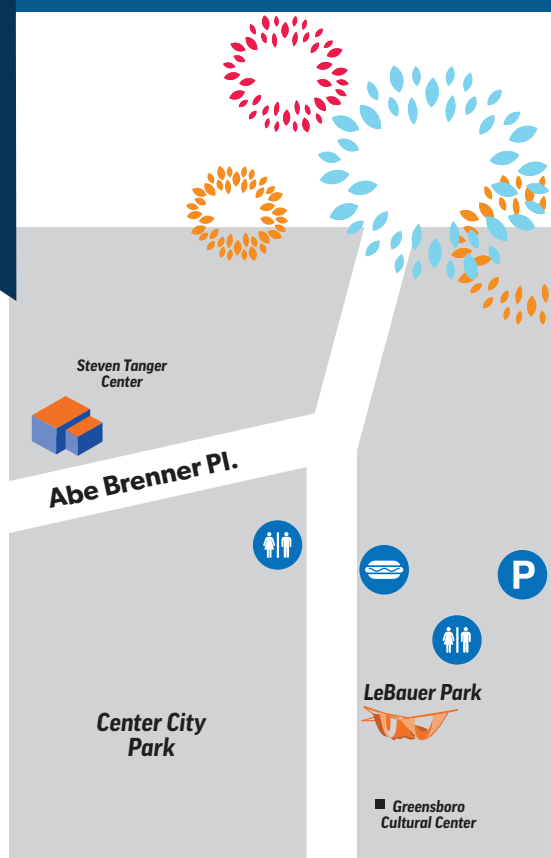 Steven Tanger
Center
Abe Brenner Pl.
P
LeBauer Park
Center City
Park
Greensboro
Cultural Center